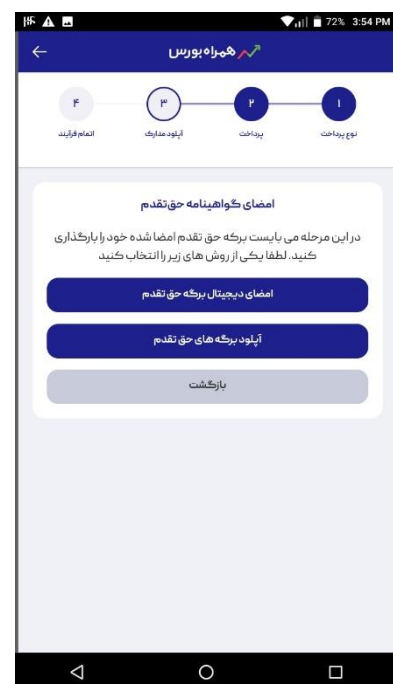 72% 3:54 PM
همراه بورس
۱ ۲ ۳ ۴
نوع پرداخت پرداخت آپلود مدارک اتمام فرآیند
امضای گواهینامه حق تقدم
در این مرحله می بایست برکه حق تقدم امضا شده خود را بارگذاری
کنید. لطفا یکی از روش های زیر را انتخاب کنید
امضای دیجیتال برگه حق تقدم
آپلود برگه های حق تقدم
بازگشت